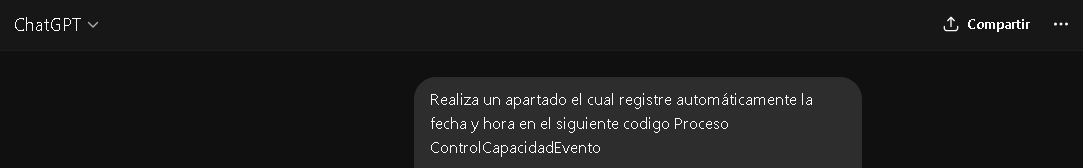 ChatGPT
Compartir
Realiza un apartado el cual registre automáticamente la
fecha y hora en el siguiente codigo Proceso
ControlCapacidadEvento